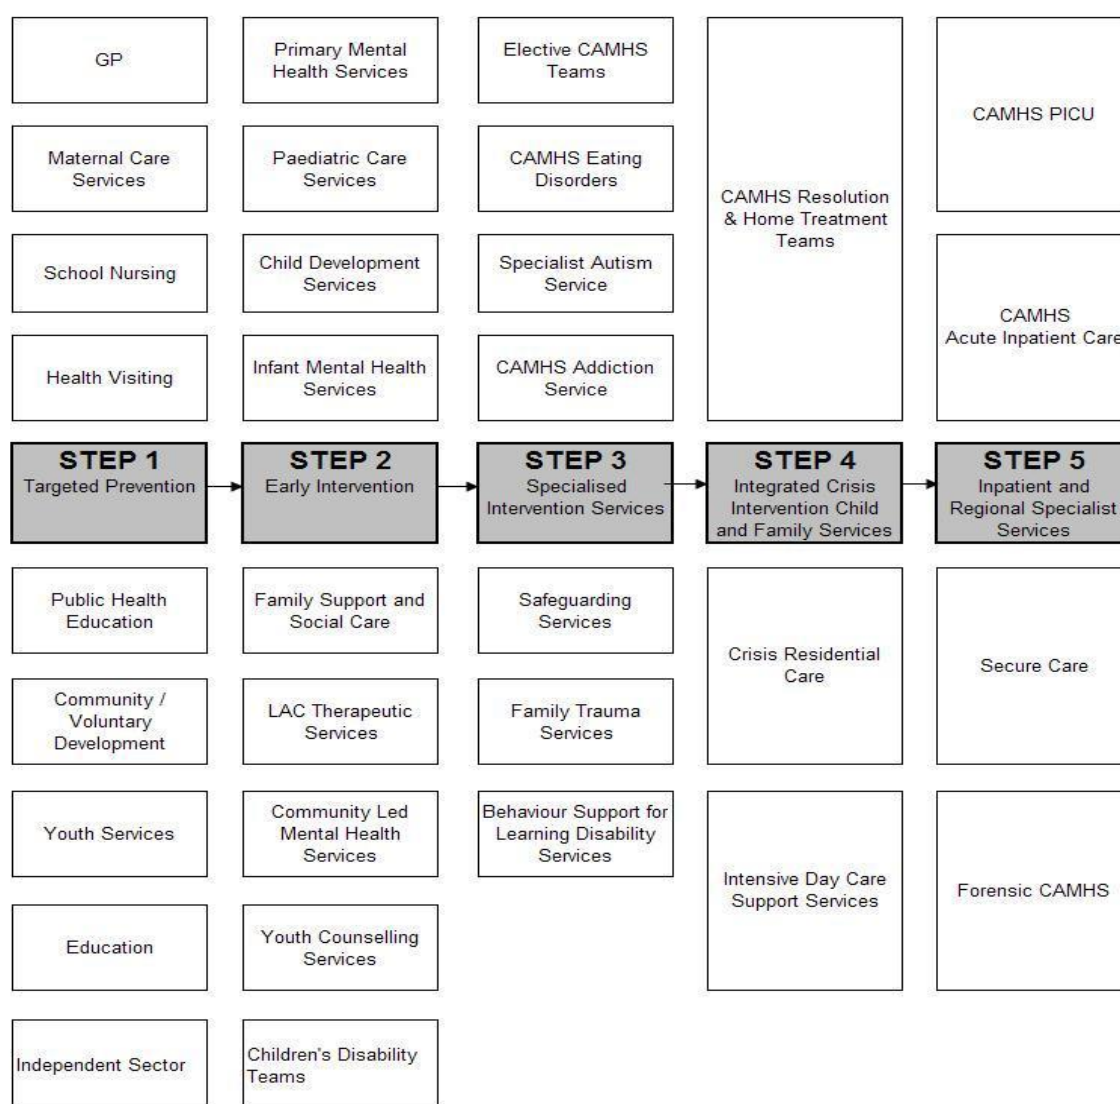 GP
Primary Mental
Health Services
Elective CAMHS
Teams
CAMHS PICU
Maternal Care
Services
Paediatric Care
Services
CAMHS Eating
Disorders
CAMHS Resolution
& Home Treatment
Teams
School Nursing
Child Development
Services
Specialist Autism
Service
CAMHS
Acute Inpatient Care
Health Visiting
Infant Mental Health
Services
CAMHS Addiction
Service
STEP 1
Targeted Prevention
STEP 2
Early Intervention
STEP 3
Specialised
Intervention Services
STEP 4
Integrated Crisis
Intervention Child
and Family Services
STEP 5
Inpatient and
Regional Specialist
Services
Public Health
Education
Family Support and
Social Care
Safeguarding
Services
Crisis Residential
Care
Secure Care
Community /
Voluntary
Development
LAC Therapeutic
Services
Family Trauma
Services
Youth Services
Community Led
Mental Health
Services
Behaviour Support for
Learning Disability
Services
Intensive Day Care
Support Services
Forensic CAMHS
Education
Youth Counselling
Services
Independent Sector
Children's Disability
Teams